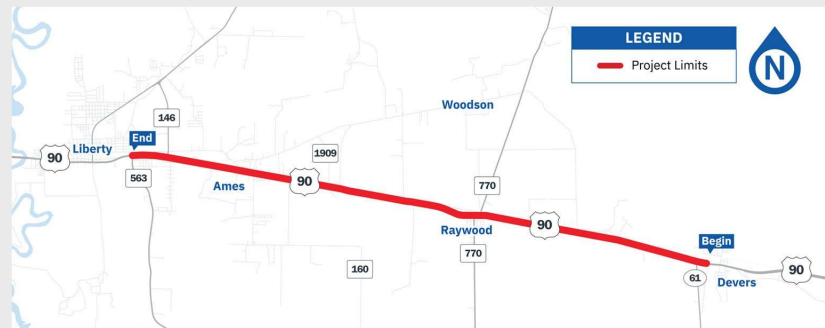 LEGEND
Project Limits
N
Woodson
146
End
Liberty
90
1909
563
Ames
90
770
Raywood
90
770
Begin
160
61
Devers
90